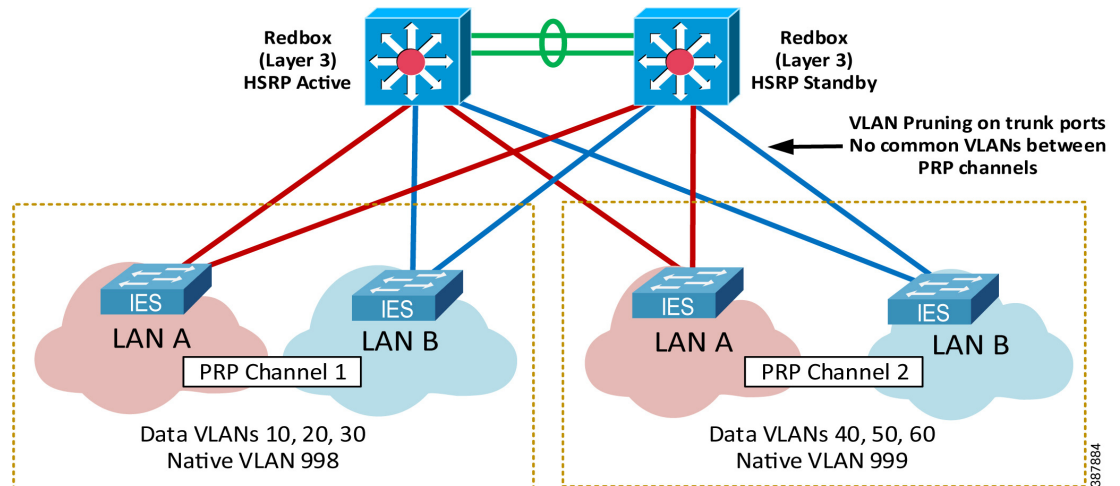 Redbox
(Layer 3)
HSRP Active
Redbox
(Layer 3)
HSRP Standby
VLAN Pruning on trunk ports
No common VLANs between
PRP channels
IES
LAN A
IES
LAN B
PRP Channel 1
Data VLANs 10, 20, 30
Native VLAN 998
IES
LAN A
IES
LAN B
PRP Channel 2
Data VLANs 40, 50, 60
Native VLAN 999
387884